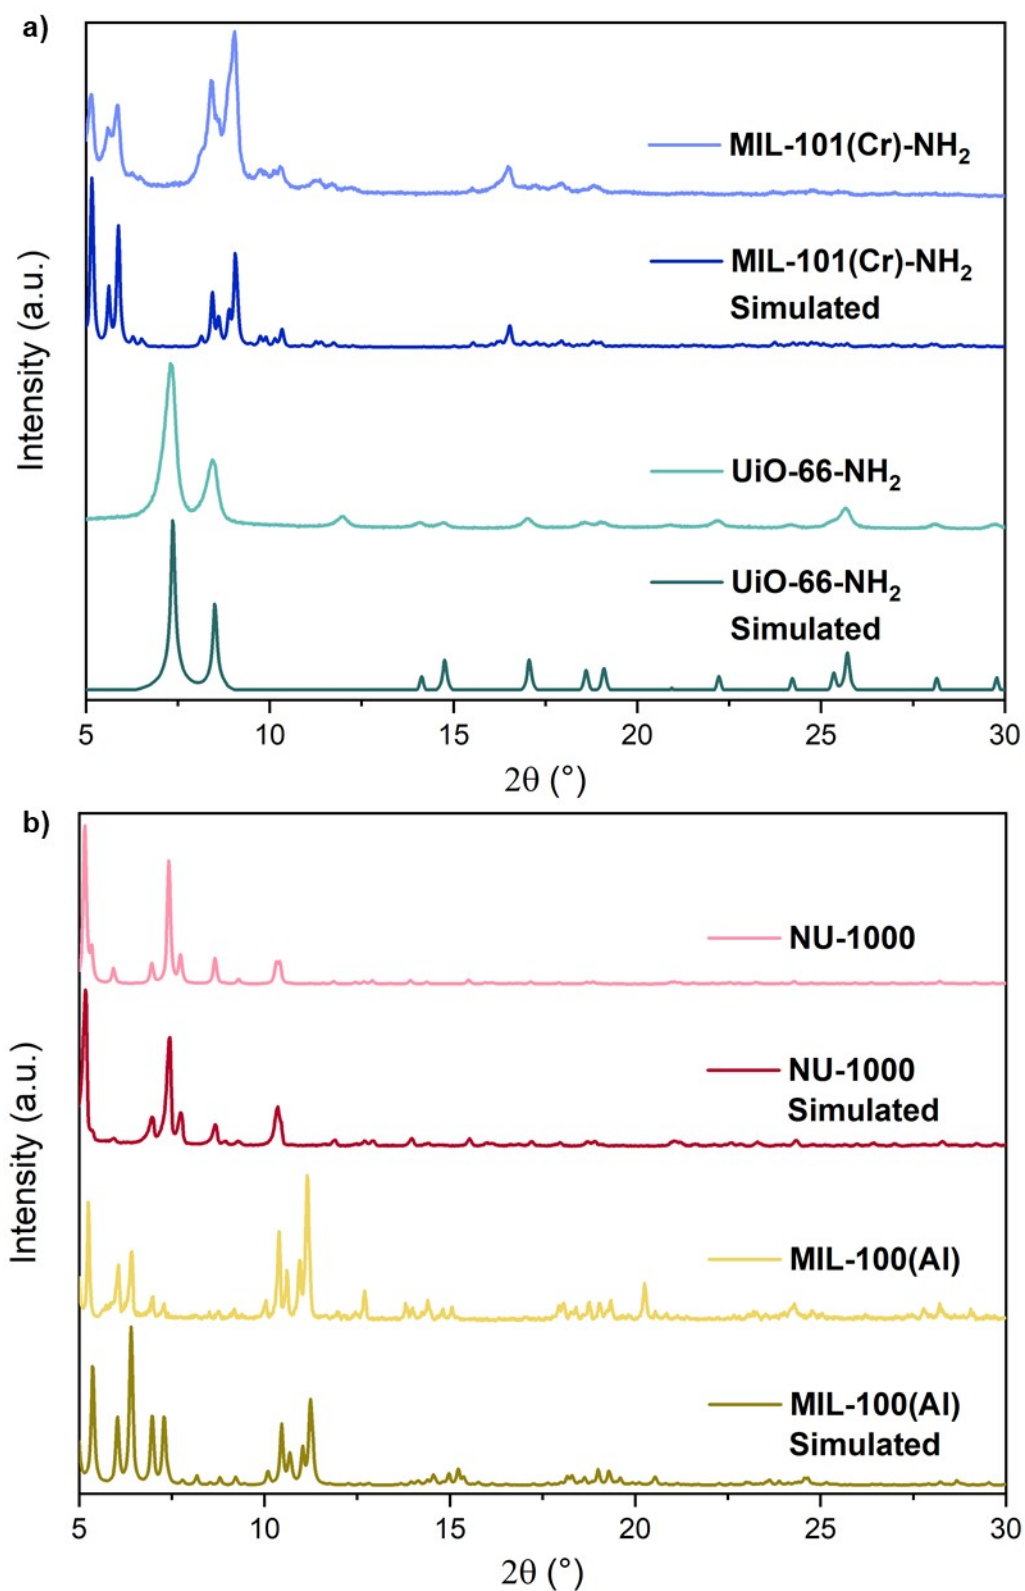 a)
MIL-101(Cr)-NH₂
MIL-101(Cr)-NH₂
Simulated
UiO-66-NH₂
UiO-66-NH₂
Simulated
Intensity (a.u.)
5 10 15 20 25 30
2θ (°)
b)
NU-1000
NU-1000
Simulated
MIL-100(Al)
MIL-100(Al)
Simulated
Intensity (a.u.)
5 10 15 20 25 30
2θ (°)